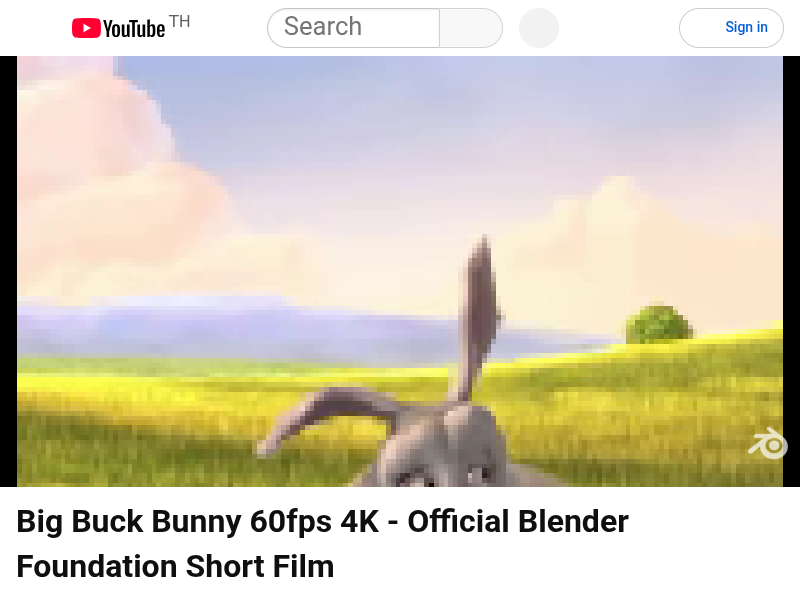 YouTube TH
Search
Sign in
Big Buck Bunny 60fps 4K - Official Blender
Foundation Short Film